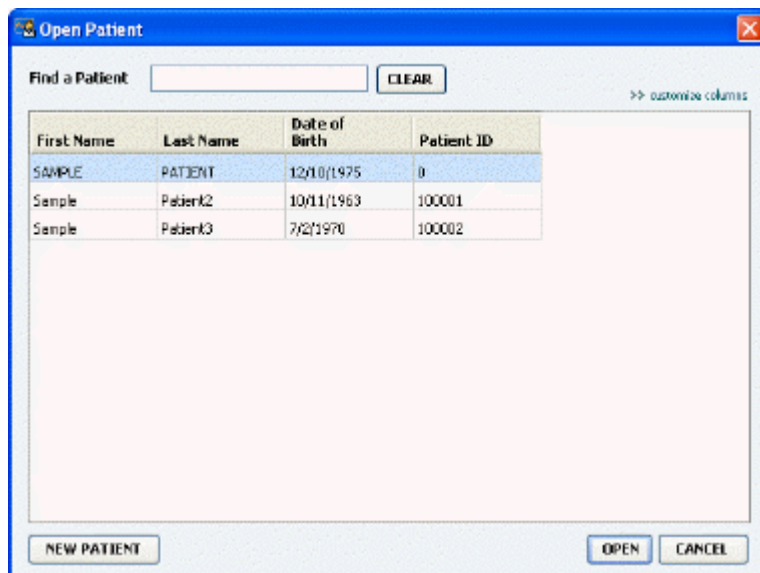 Open Patient
Find a Patient CLEAR
>> customize columns
First Name Last Name Date of Birth Patient ID
SAMPLE PATIENT 12/10/1975 0
Sample Patient2 10/11/1963 100001
Sample Patient3 7/2/1970 100002
NEW PATIENT OPEN CANCEL